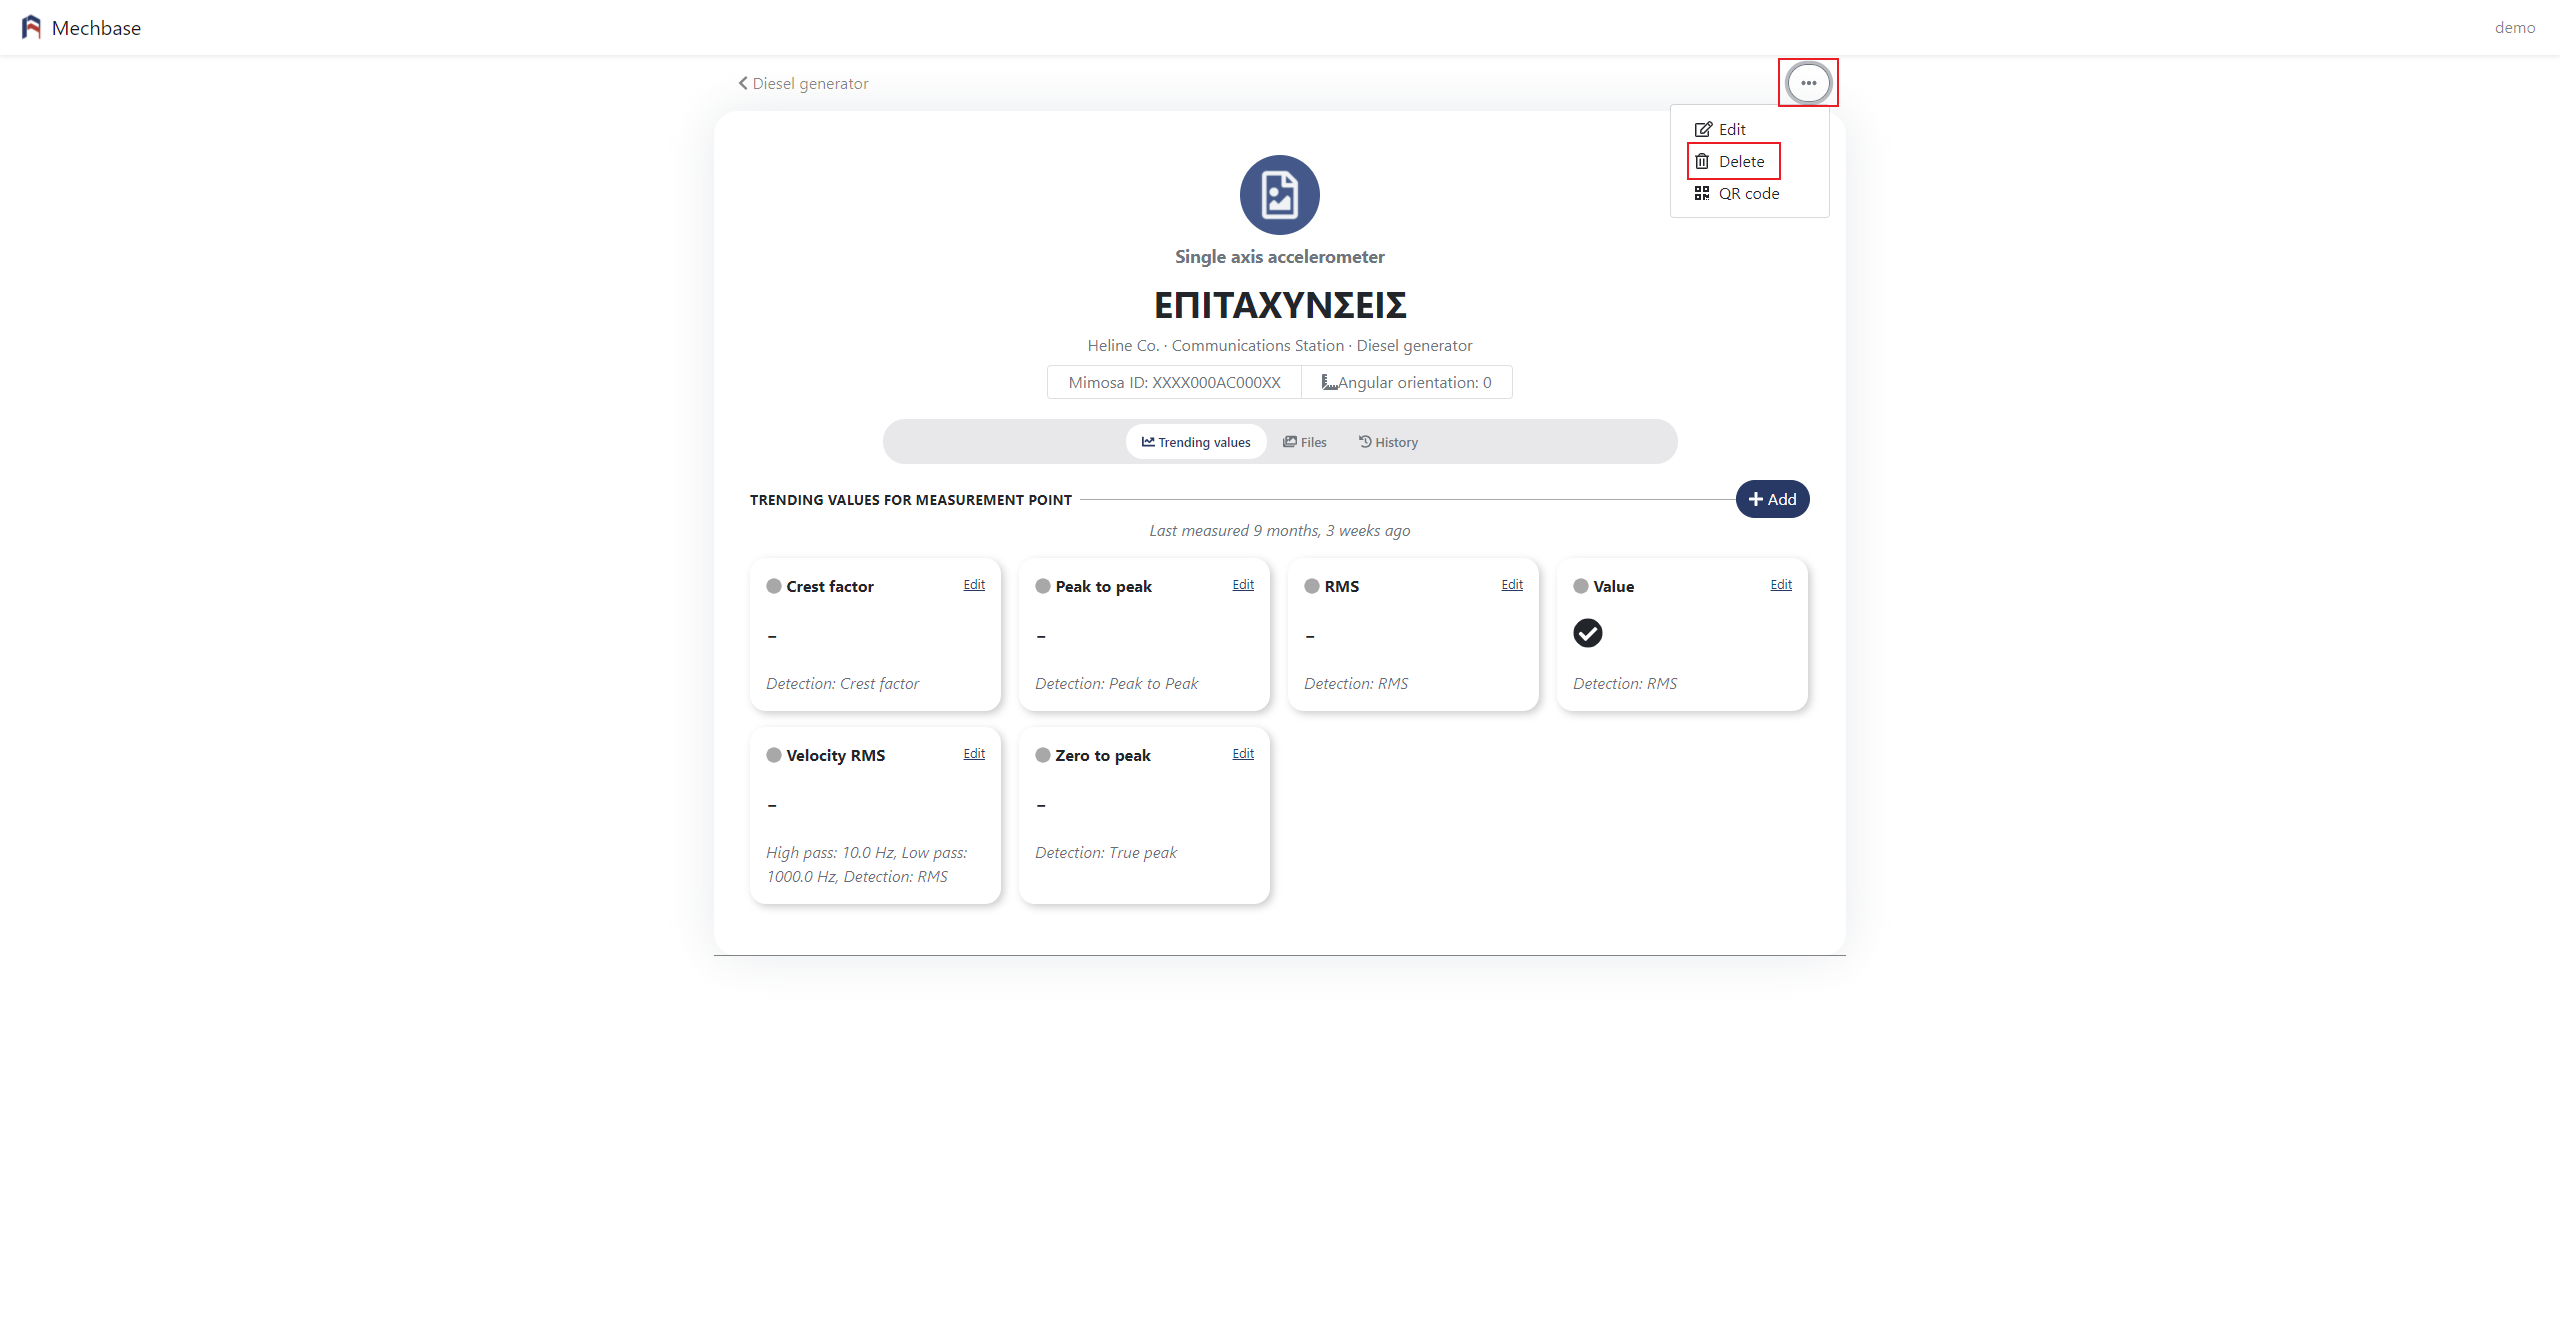 Mechbase
demo
Diesel generator
Edit
Delete
QR code
Single axis accelerometer
ΕΠΙΤΑΧΥΝΣΕΙΣ
Heline Co. · Communications Station · Diesel generator
Mimosa ID: XXXX000AC000XX
Angular orientation: 0
Trending values
Files
History
TRENDING VALUES FOR MEASUREMENT POINT
Add
Last measured 9 months, 3 weeks ago
Crest factor Edit
-
Detection: Crest factor
Peak to peak Edit
-
Detection: Peak to Peak
RMS Edit
-
Detection: RMS
Value Edit
Detection: RMS
Velocity RMS Edit
-
High pass: 10.0 Hz, Low pass:
1000.0 Hz, Detection: RMS
Zero to peak Edit
-
Detection: True peak